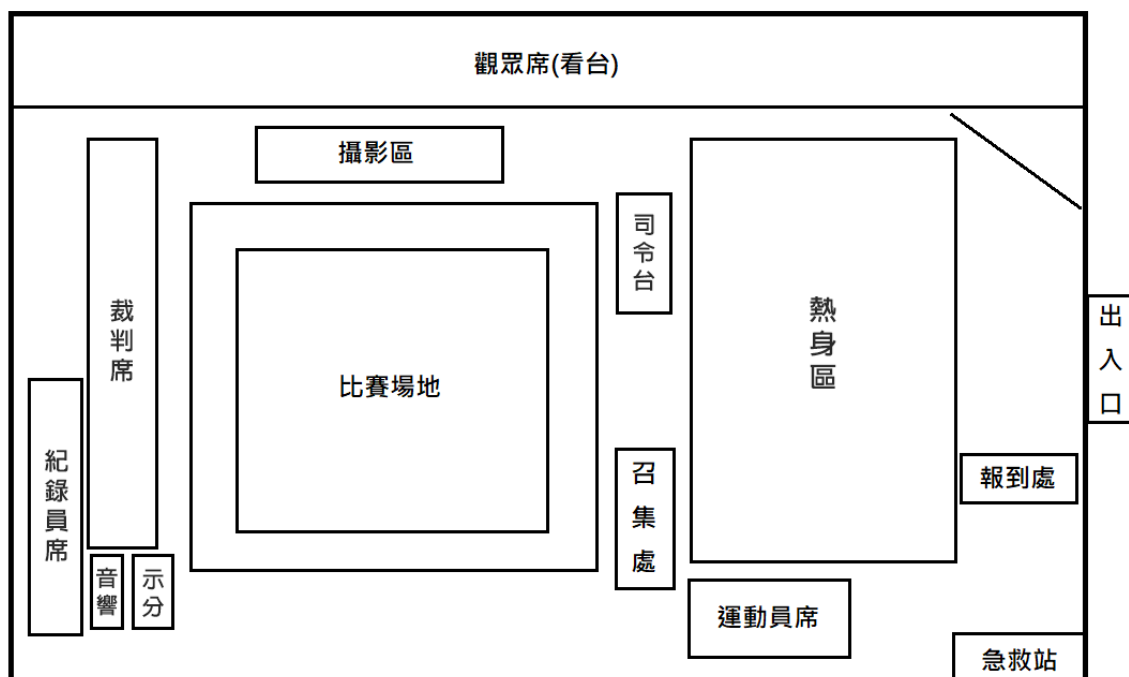 觀眾席(看台)
攝影區
司令台
裁判席
熱身區
出入口
比賽場地
紀錄員席
召集處
報到處
音響
示分
運動員席
急救站